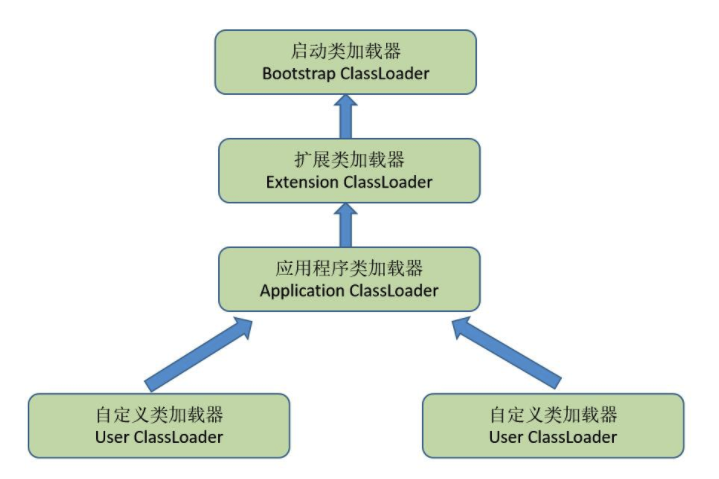 启动类加载器
Bootstrap ClassLoader
扩展类加载器
Extension ClassLoader
应用程序类加载器
Application ClassLoader
自定义类加载器
User ClassLoader
自定义类加载器
User ClassLoader